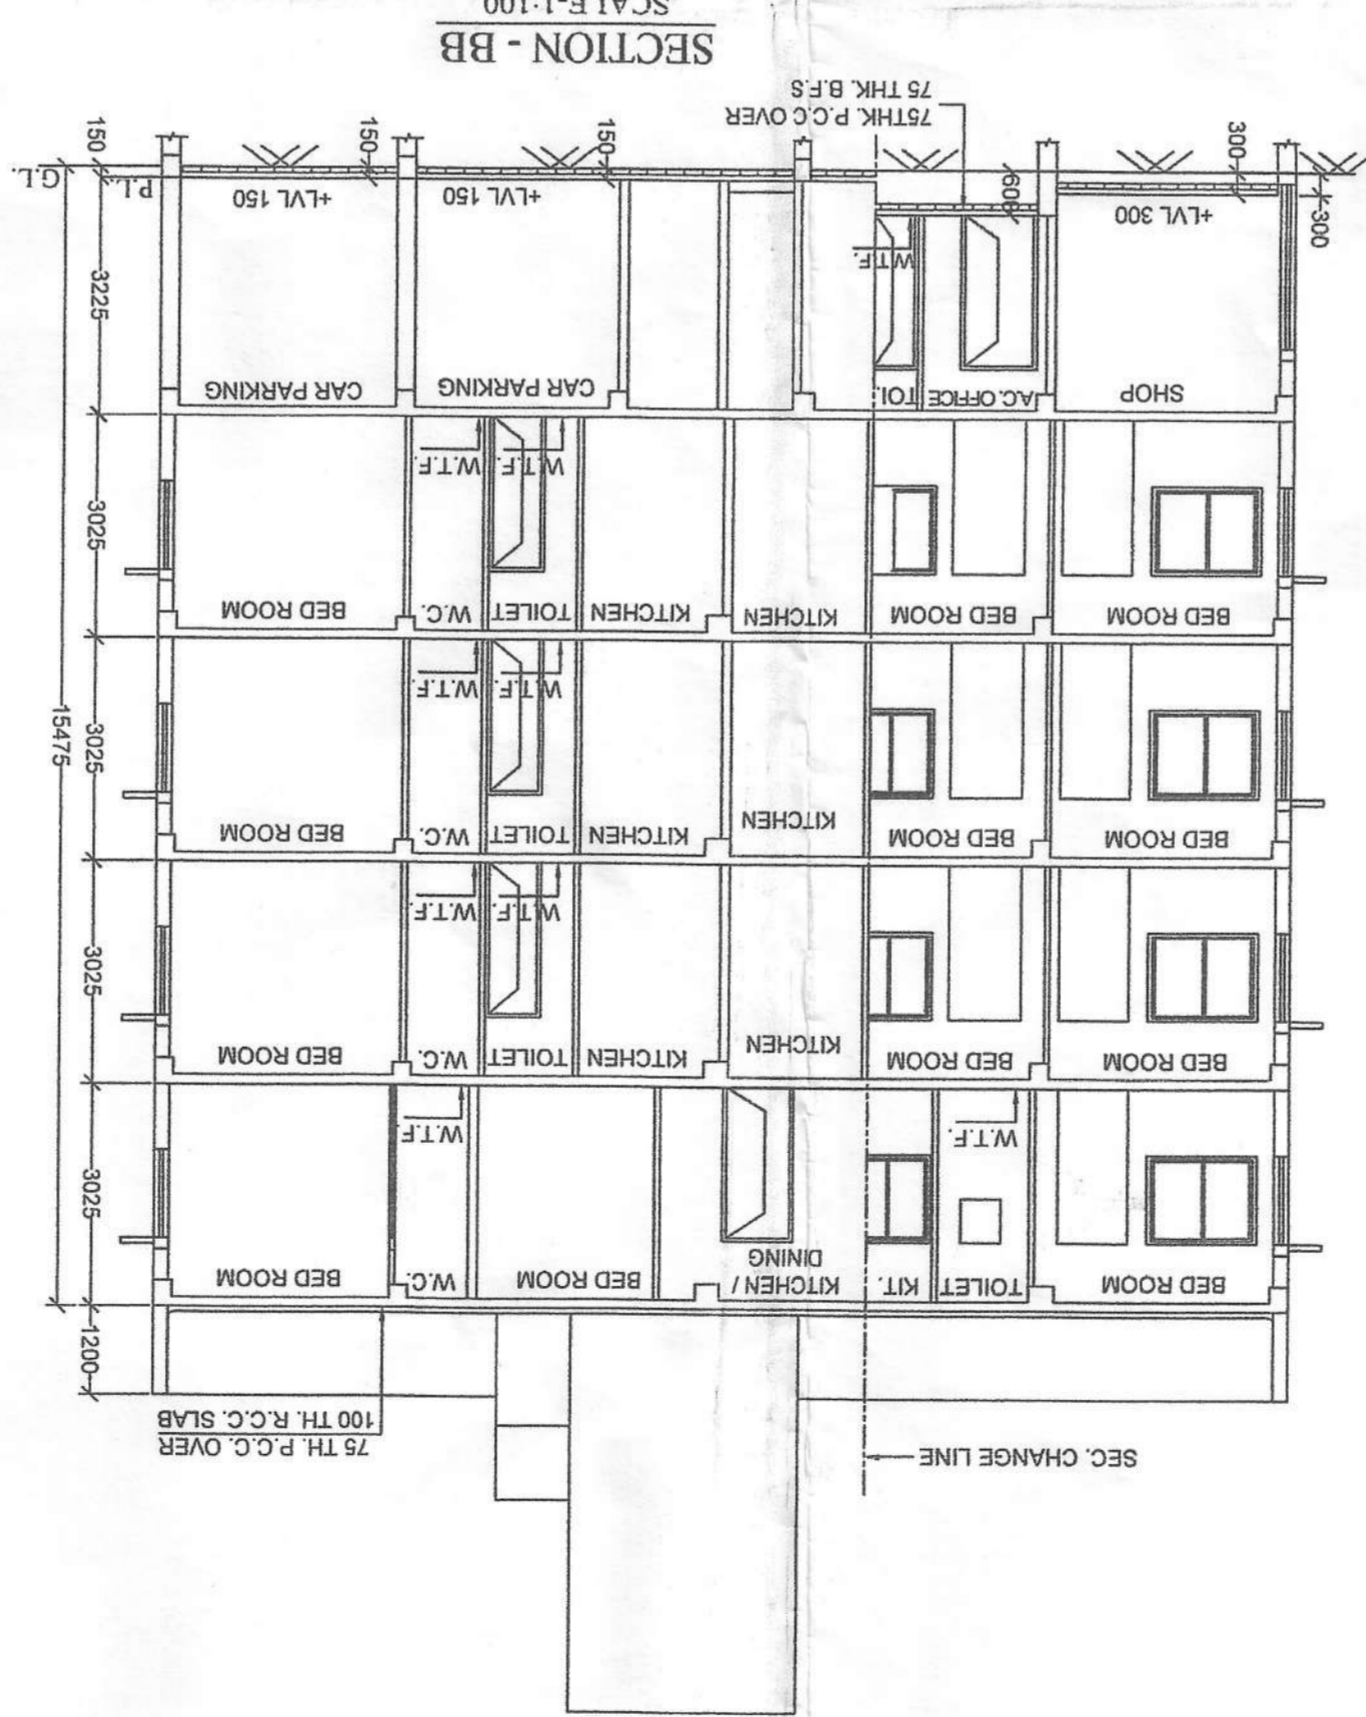 SEC. CHANGE LINE
75 TH. P.C.C. OVER
100 TH. R.C.C. SLAB
1200
BED ROOM
TOILET
KIT.
KITCHEN /
DINING
BED ROOM
W.C.
BED ROOM
W.T.F.
W.T.F.
3025
BED ROOM
BED ROOM
KITCHEN
KITCHEN
TOILET
W.C.
BED ROOM
W.T.F.
W.T.F.
3025
BED ROOM
BED ROOM
KITCHEN
KITCHEN
TOILET
W.C.
BED ROOM
W.T.F.
W.T.F.
3025
15475
BED ROOM
BED ROOM
KITCHEN
KITCHEN
TOILET
W.C.
BED ROOM
W.T.F.
W.T.F.
3025
SHOP
A.C. OFFICE
TOI.
CAR PARKING
CAR PARKING
W.T.F.
3225
+LVL 300
+LVL 150
+LVL 150
P.L.
G.L.
300
300
600
150
150
150
75THK. P.C.C OVER
75 THK. B.F.S
SECTION - BB
SCALE-1:100